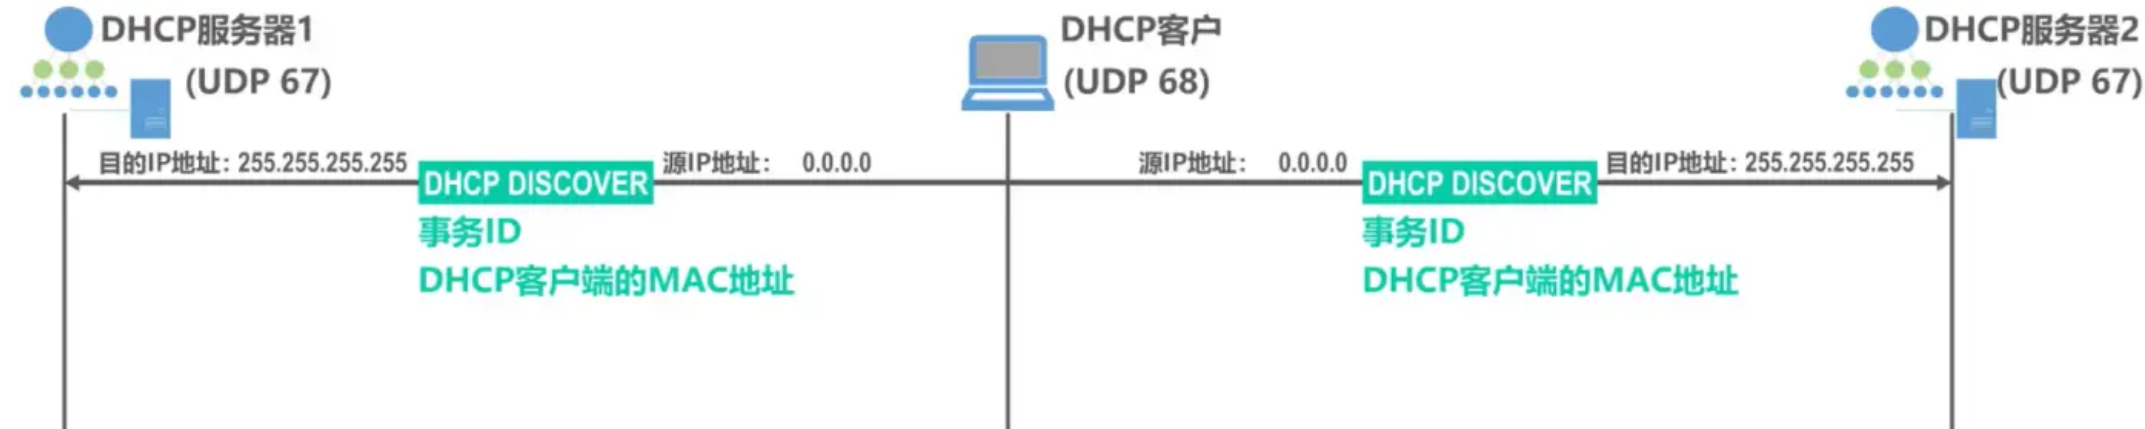 DHCP服务器1
(UDP 67)
DHCP客户
(UDP 68)
DHCP服务器2
(UDP 67)
目的IP地址: 255.255.255.255
DHCP DISCOVER
源IP地址: 0.0.0.0
源IP地址: 0.0.0.0
DHCP DISCOVER
目的IP地址: 255.255.255.255
事务ID
DHCP客户端的MAC地址
事务ID
DHCP客户端的MAC地址